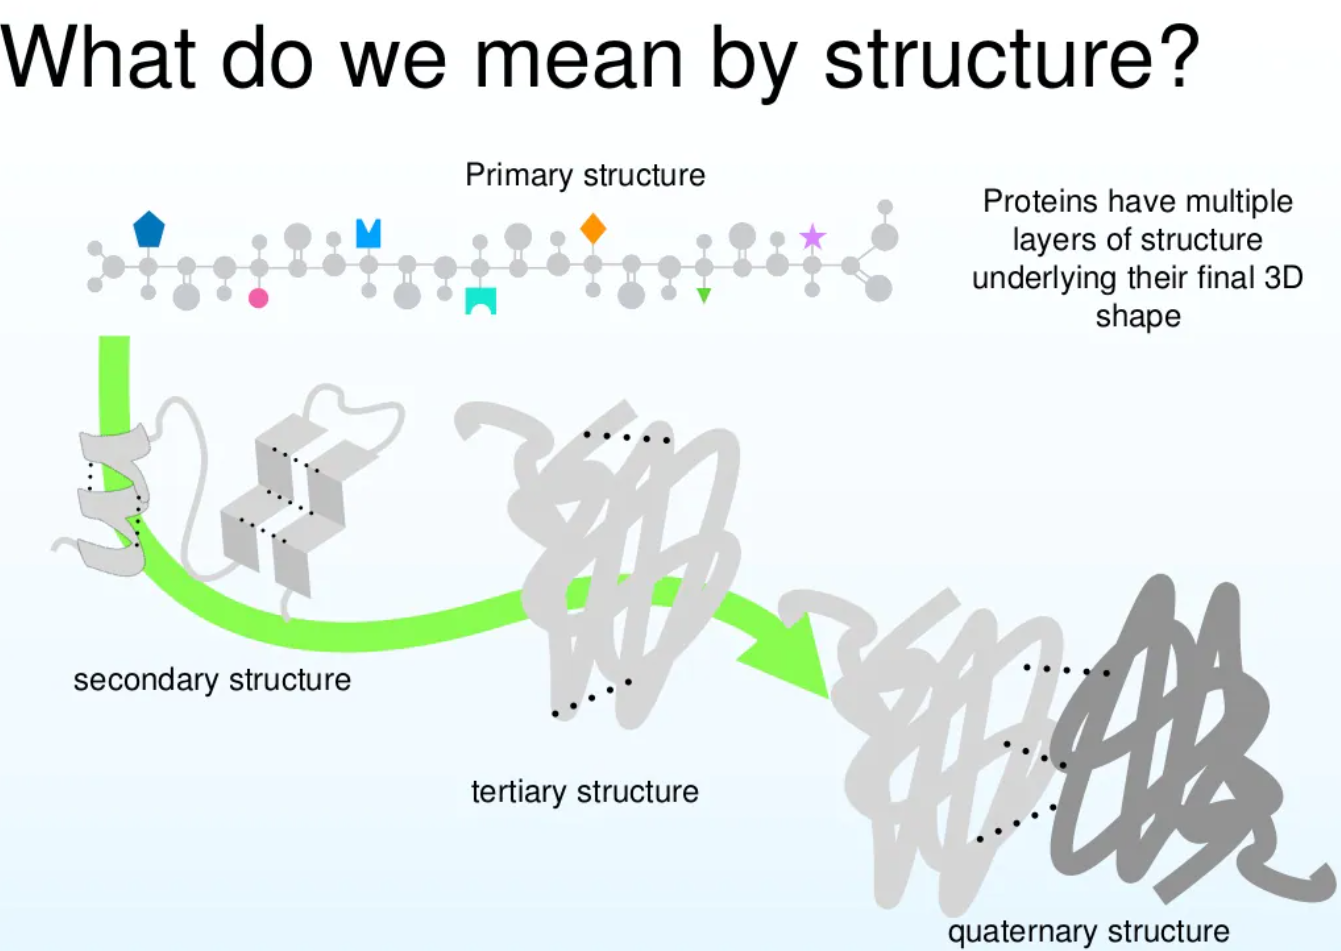 What do we mean by structure?
Primary structure
Proteins have multiple
layers of structure
underlying their final 3D
shape
secondary structure
tertiary structure
quaternary structure